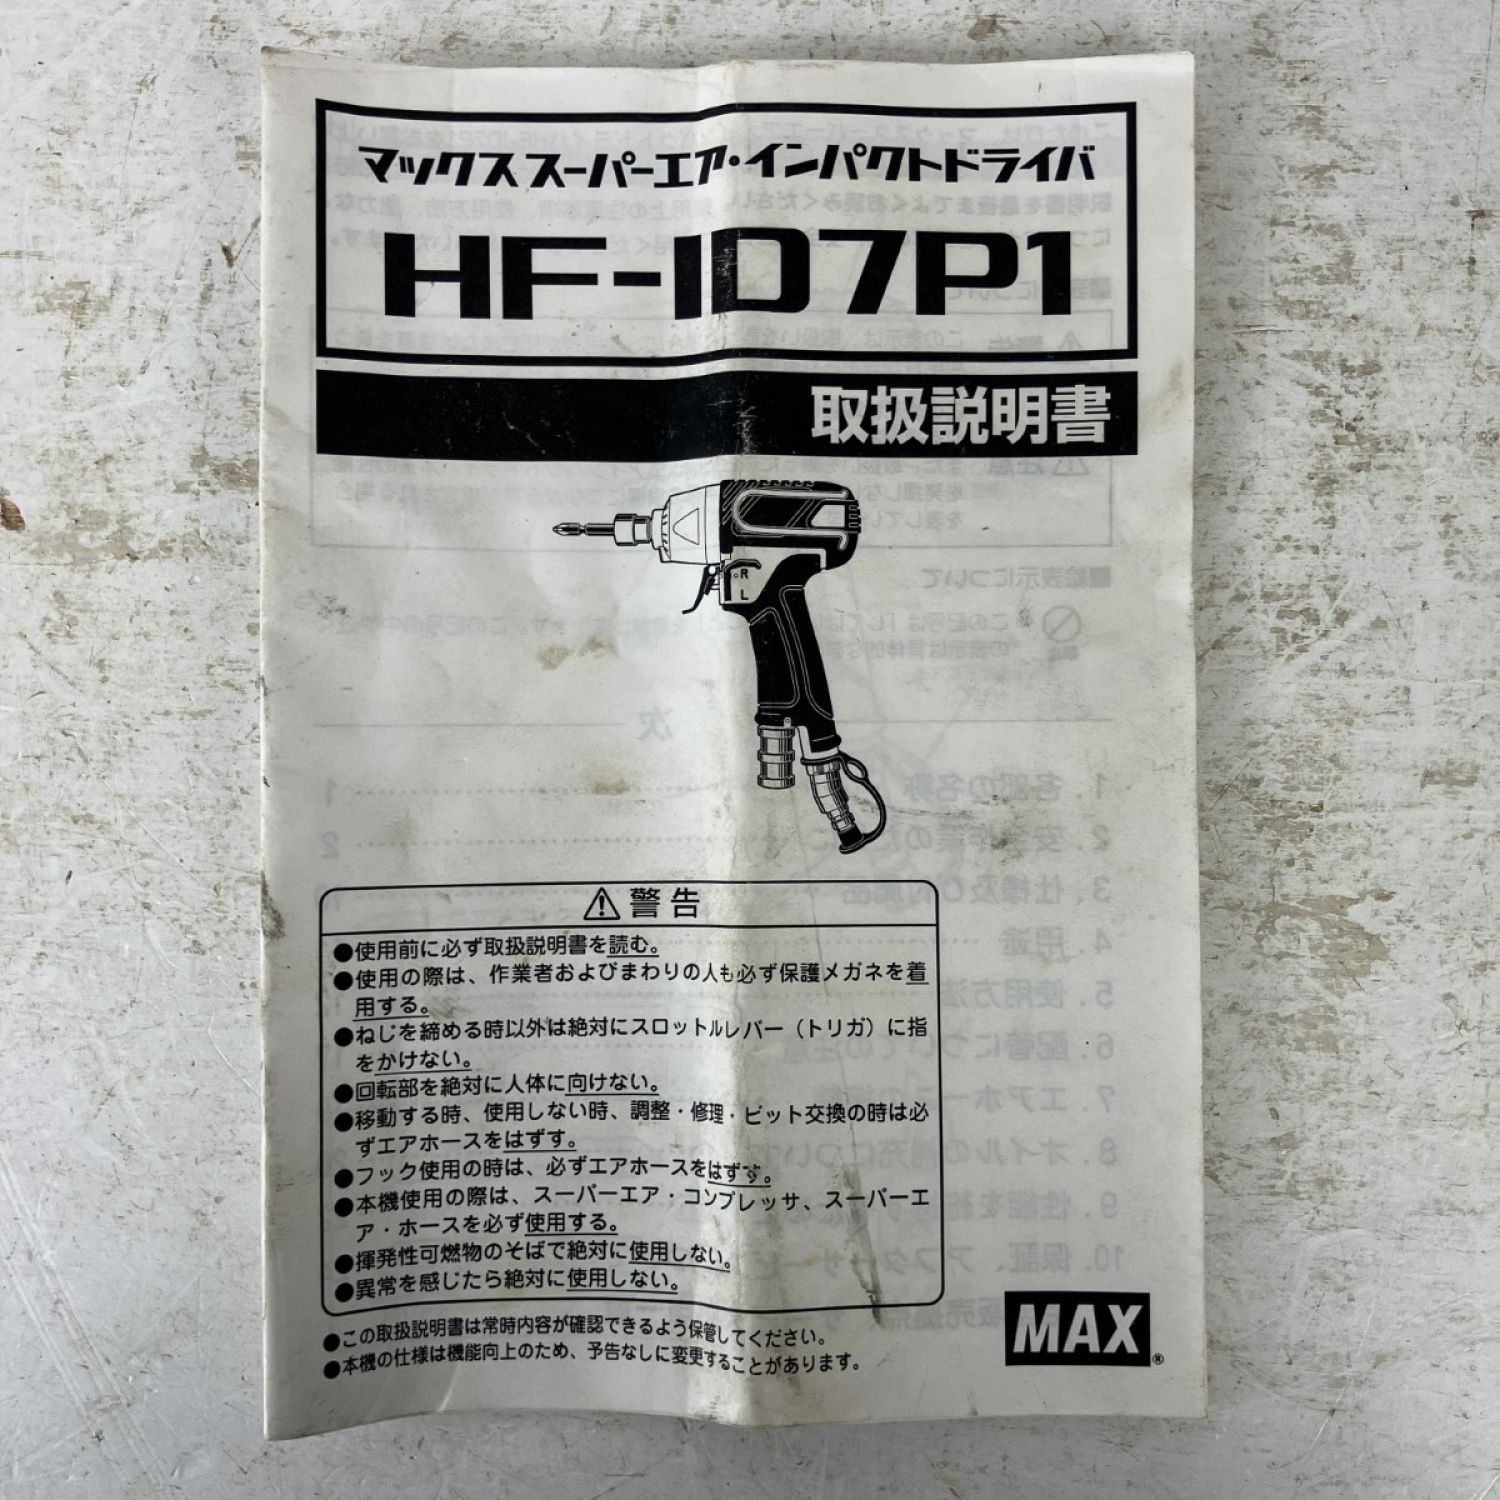 マックススーパーエア・インパクトドライバ
HF-ID7P1
取扱説明書
R
L
警告
●使用前に必ず取扱説明書を読む。
●使用の際は、作業者およびまわりの人も必ず保護メガネを着
用する。
●ねじを締める時以外は絶対にスロットルレバー（トリガ）に指
をかけない。
●回転部を絶対に人体に向けない。
●移動する時、使用しない時、調整・修理・ビット交換の時は必
ずエアホースをはずす。
●フック使用の時は、必ずエアホースをはずす。
●本機使用の際は、スーパーエア・コンプレッサ、スーパーエ
ア・ホースを必ず使用する。
●揮発性可燃物のそばで絶対に使用しない。
●異常を感じたら絶対に使用しない。
●この取扱説明書は常時内容が確認できるよう保管してください。
●本機の仕様は機能向上のため、予告なしに変更することがあります。
MAX®